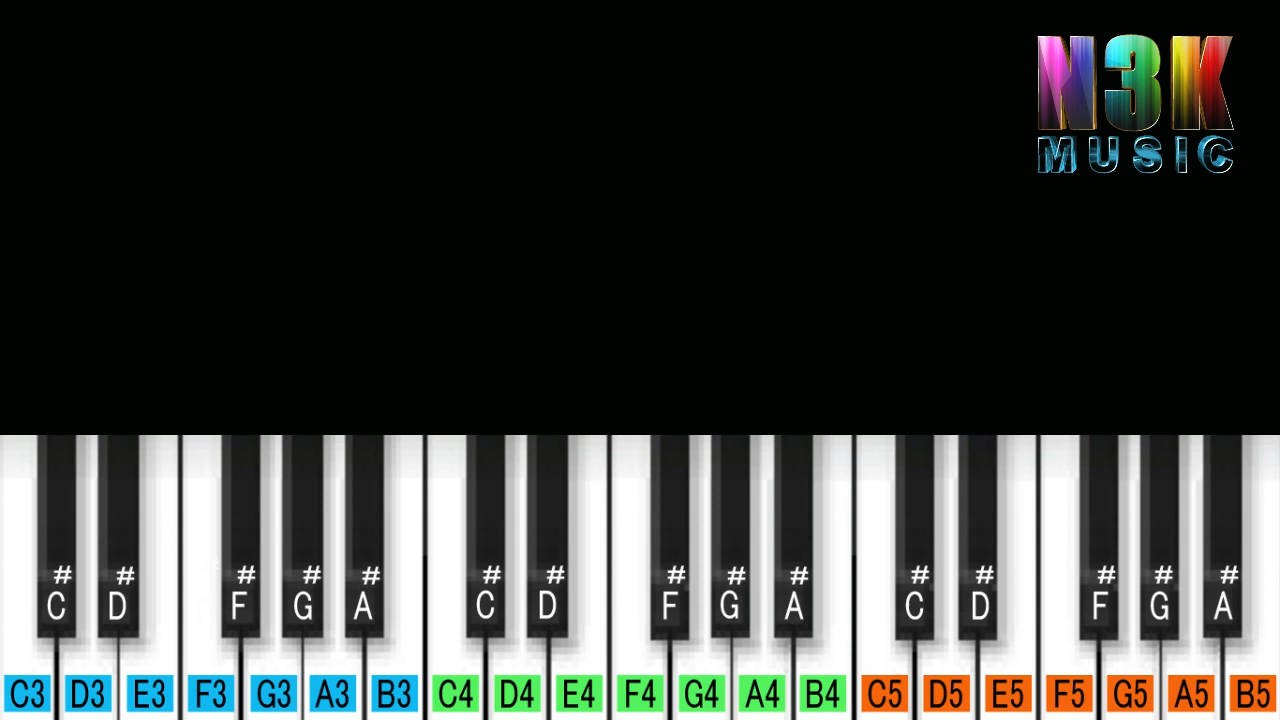 N3K
MUSIC
# # # # # # # # # # # # # # #
C D F G A C D F G A C D F G A
C3 D3 E3 F3 G3 A3 B3 C4 D4 E4 F4 G4 A4 B4 C5 D5 E5 F5 G5 A5 B5